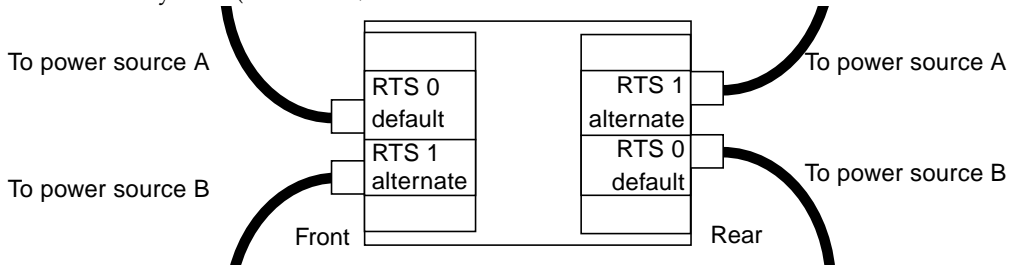 To power source A
RTS 0
default
RTS 1
alternate
To power source B
Front
RTS 1
alternate
RTS 0
default
To power source A
To power source B
Rear